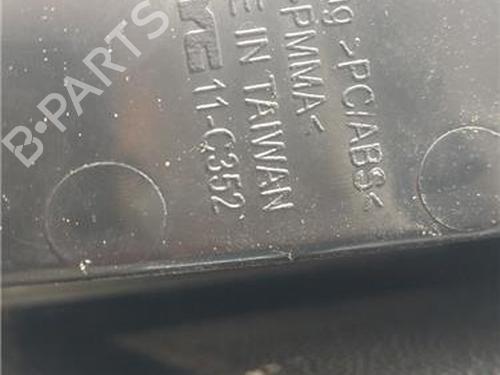 >PC/ABS<
>PMMA<
IN TAIWAN
11-C352
B-PARTS